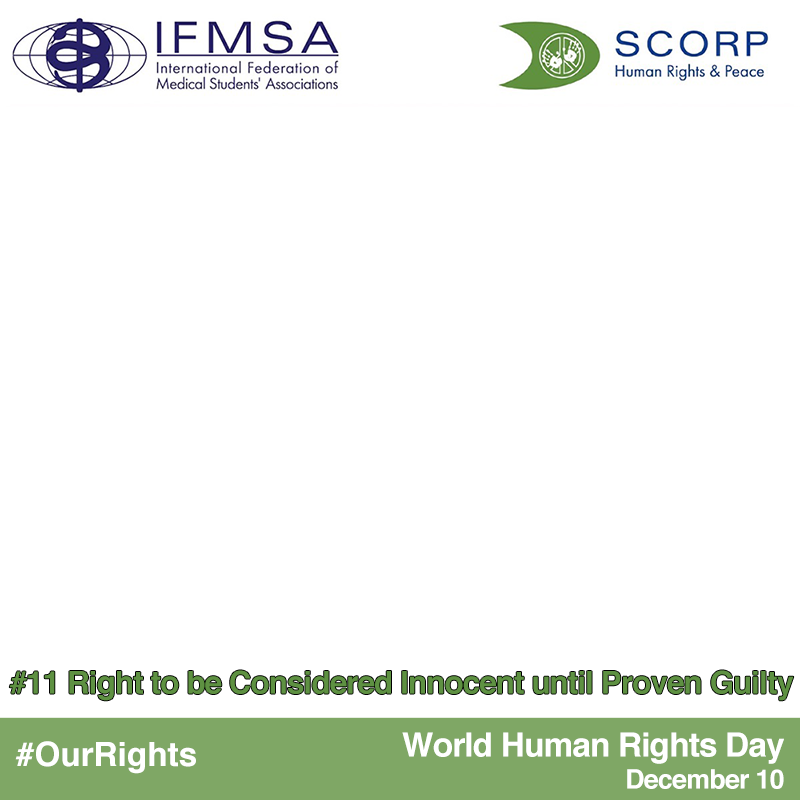 IFMSA
International Federation of
Medical Students' Associations
SCORP
Human Rights & Peace
#11 Right to be Considered Innocent until Proven Guilty
#OurRights
World Human Rights Day
December 10